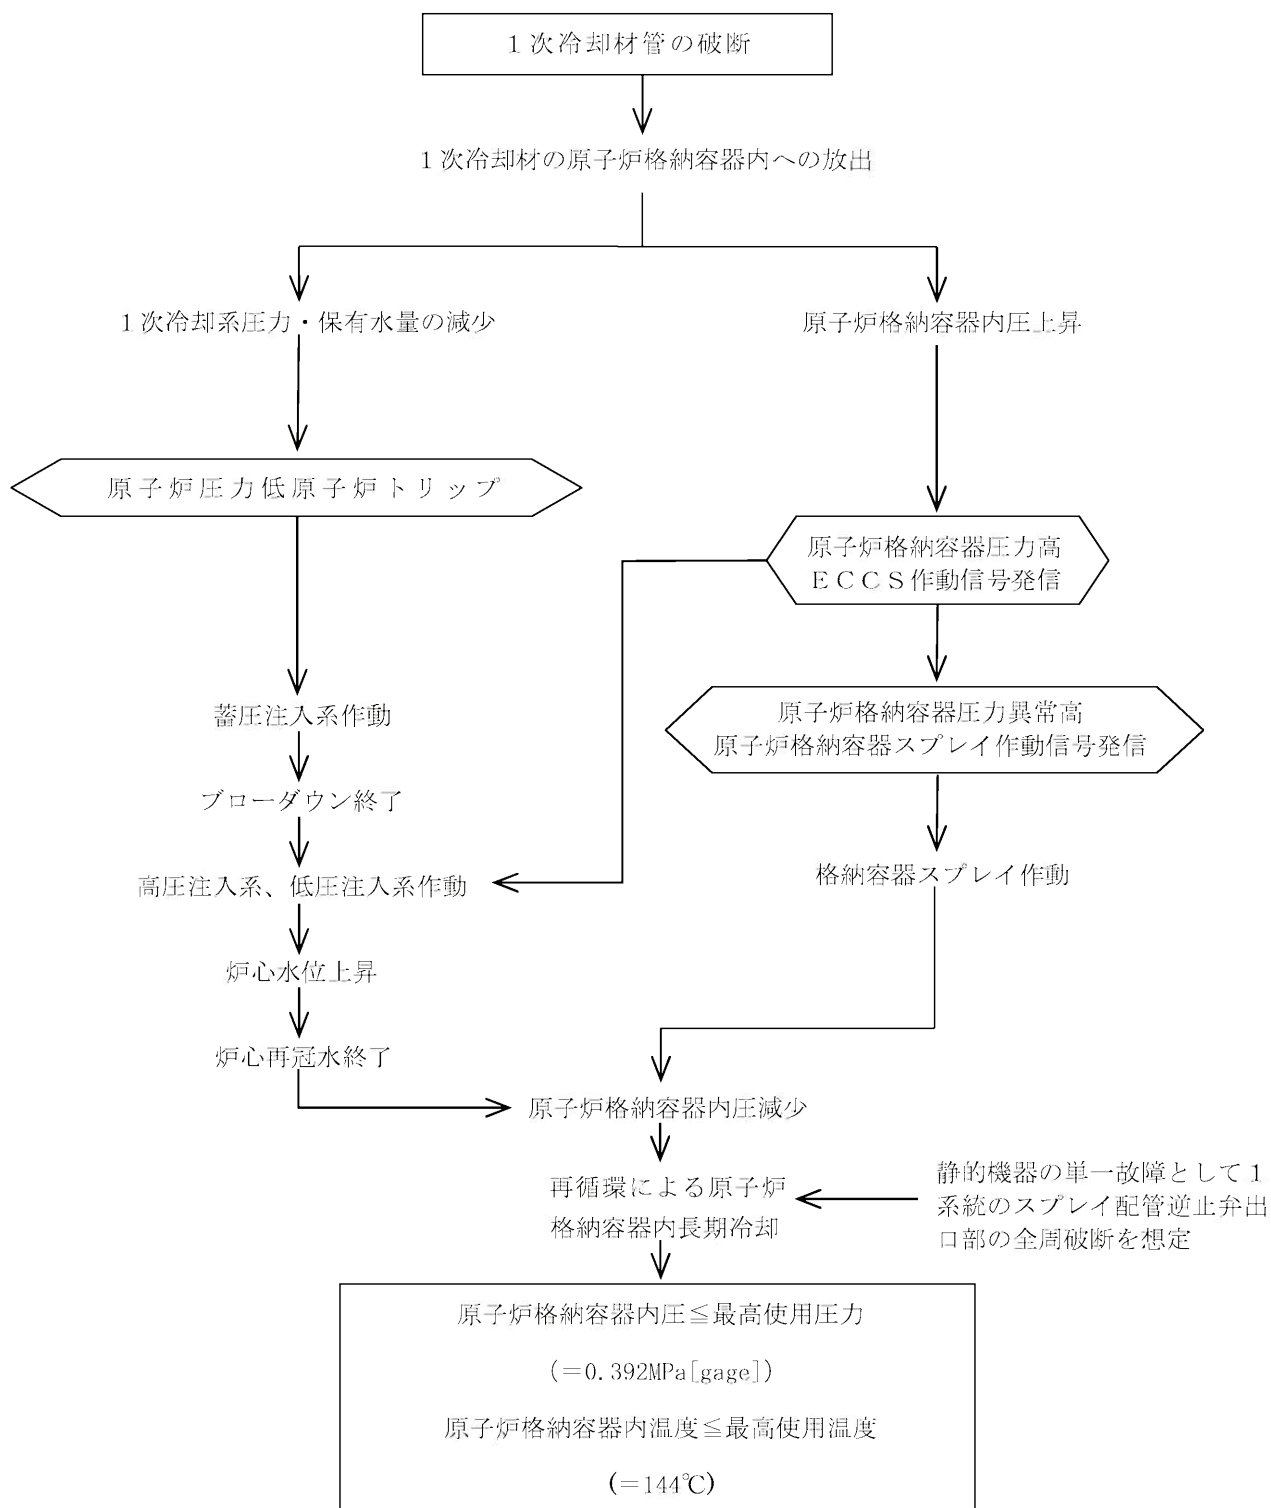 1次冷却材管の破断
1次冷却材の原子炉格納容器内への放出
1次冷却系圧力・保有水量の減少
原子炉格納容器内圧上昇
原子炉圧力低原子炉トリップ
原子炉格納容器圧力高
ECCS作動信号発信
原子炉格納容器圧力異常高
原子炉格納容器スプレイ作動信号発信
蓄圧注入系作動
ブローダウン終了
高圧注入系、低圧注入系作動
格納容器スプレイ作動
炉心水位上昇
炉心再冠水終了
原子炉格納容器内圧減少
再循環による原子炉
格納容器内長期冷却
静的機器の単一故障として1
系統のスプレイ配管逆止弁出
口部の全周破断を想定
原子炉格納容器内圧≦最高使用圧力
(=0.392MPa[gage])
原子炉格納容器内温度≦最高使用温度
(=144℃)